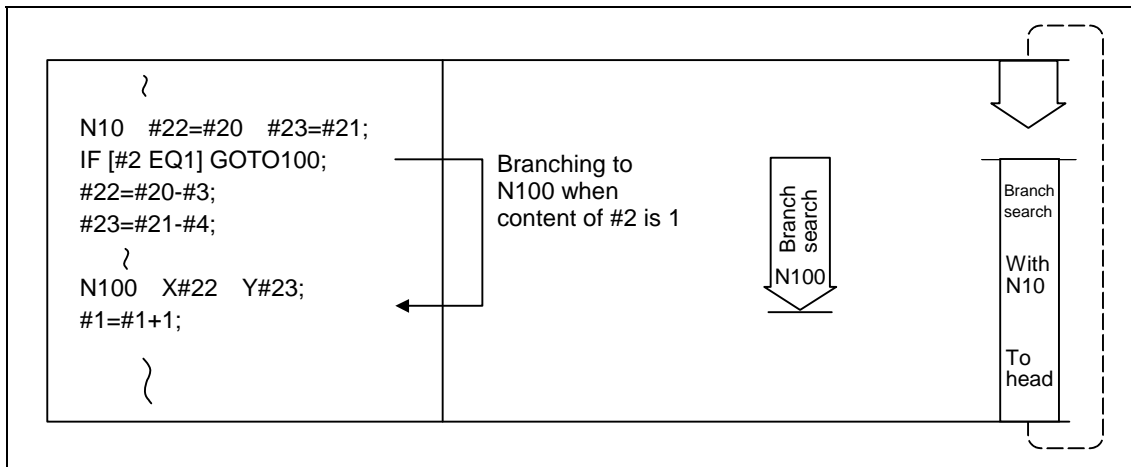 N10 #22=#20 #23=#21;
IF [#2 EQ1] GOTO100;
#22=#20-#3;
#23=#21-#4;
N100 X#22 Y#23;
#1=#1+1;
Branching to
N100 when
content of #2 is 1
Branch
search
N100
Branch
search
With
N10
To
head